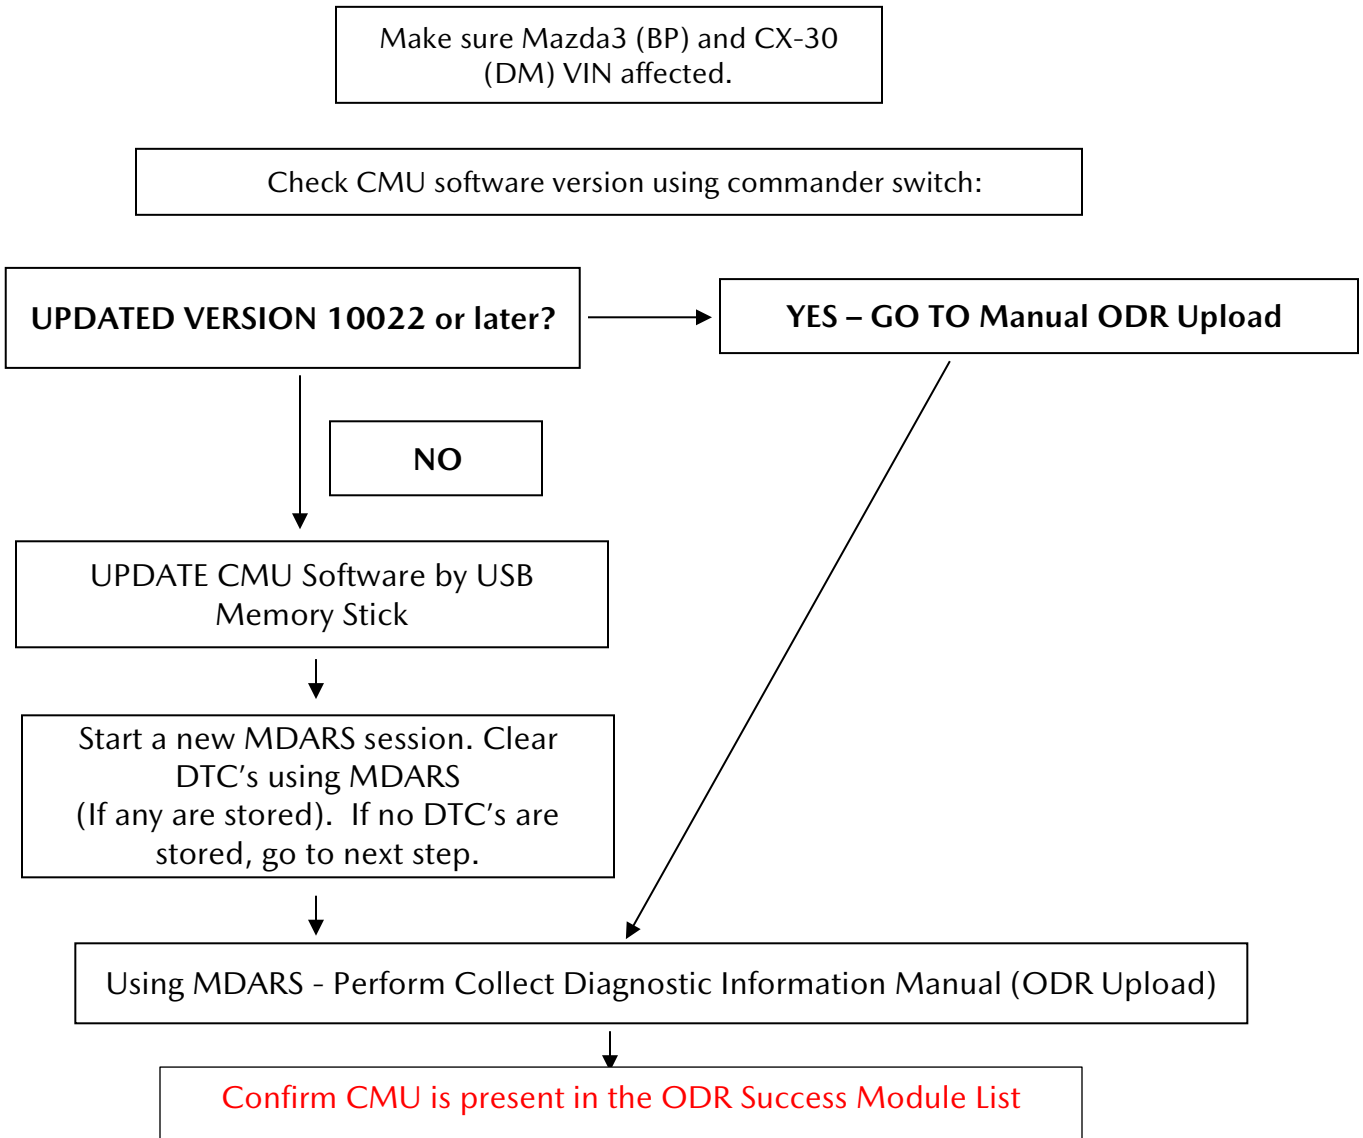 Make sure Mazda3 (BP) and CX-30
(DM) VIN affected.
Check CMU software version using commander switch:
UPDATED VERSION 10022 or later?
YES – GO TO Manual ODR Upload
NO
UPDATE CMU Software by USB
Memory Stick
Start a new MDARS session. Clear
DTC’s using MDARS
(If any are stored).  If no DTC’s are
stored, go to next step.
Using MDARS - Perform Collect Diagnostic Information Manual (ODR Upload)
Confirm CMU is present in the ODR Success Module List